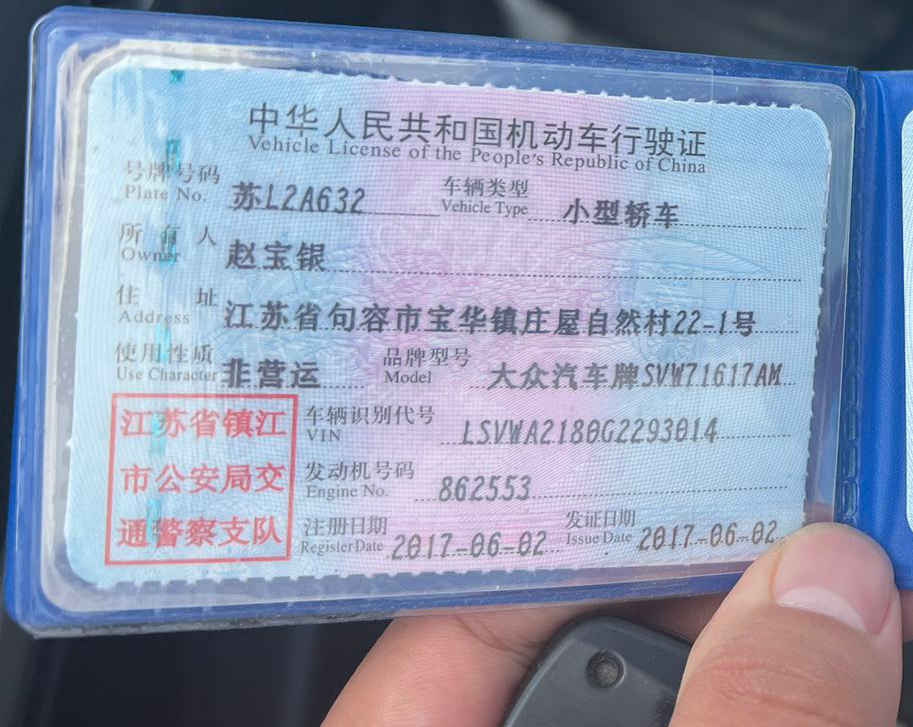 中华人民共和国机动车行驶证
Vehicle License of the People's Republic of China
号牌号码 Plate No. 苏L2A632 车辆类型 Vehicle Type 小型轿车
所有人 Owner 赵宝银
住址 Address 江苏省句容市宝华镇庄屋自然村22-1号
使用性质 Use Character 非营运 品牌型号 Model 大众汽车牌SVW71617AM
车辆识别代号 VIN LSVWA2180G2293014
发动机号码 Engine No. 862553
注册日期 Register Date 2017-06-02 发证日期 Issue Date 2017-06-02
江苏省镇江
市公安局交
通警察支队